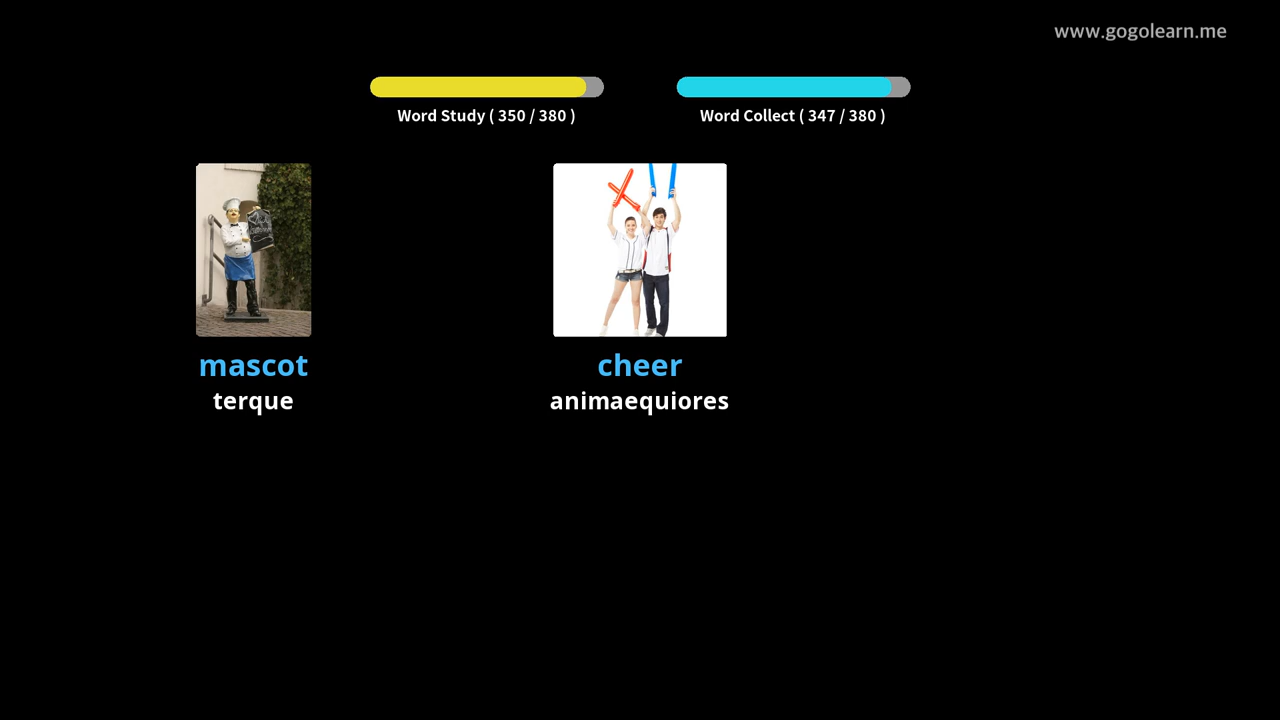 www.gogolearn.me
Word Study ( 350 / 380 )
Word Collect ( 347 / 380 )
mascot
terque
cheer
animaequiores